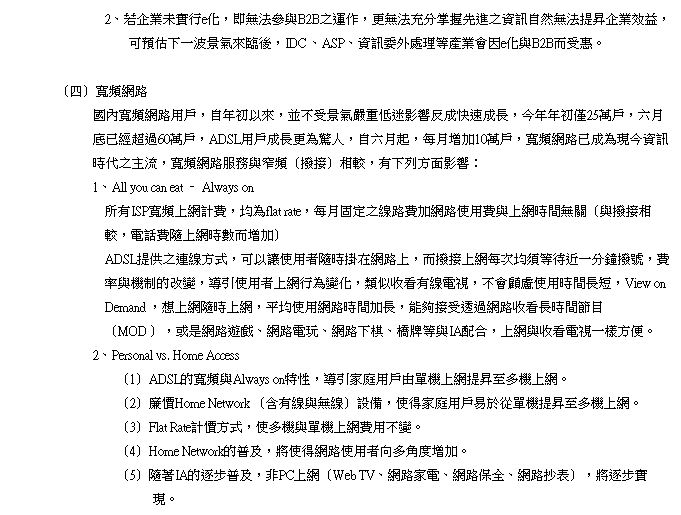 2、若企業未實行e化，即無法參與B2B之運作，更無法充分掌握先進之資訊自然無法提昇企業效益，
可預估下一波景氣來臨後，IDC、ASP、資訊委外處理等產業會因e化與B2B而受惠。
〔四〕寬頻網路
國內寬頻網路用戶，自年初以來，並不受景氣嚴重低迷影響反成快速成長，今年年初僅25萬戶，六月
底已經超過60萬戶，ADSL用戶成長更為驚人，自六月起，每月增加10萬戶，寬頻網路已成為現今資訊
時代之主流，寬頻網路服務與窄頻〔撥接〕相較，有下列方面影響：
1、All you can eat － Always on
所有ISP寬頻上網計費，均為flat rate，每月固定之線路費加網路使用費與上網時間無關〔與撥接相
較，電話費隨上網時數而增加〕
ADSL提供之連線方式，可以讓使用者隨時掛在網路上，而撥接上網每次均須等待近一分鐘撥號，費
率與機制的改變，導引使用者上網行為變化，類似收看有線電視，不會顧慮使用時間長短，View on
Demand，想上網隨時上網，平均使用網路時間加長，能夠接受透過網路收看長時間節目
〔MOD〕，或是網路遊戲、網路電玩、網路下棋、橋牌等與IA配合，上網與收看電視一樣方便。
2、Personal vs. Home Access
〔1〕ADSL的寬頻與Always on特性，導引家庭用戶由單機上網提昇至多機上網。
〔2〕廉價Home Network〔含有線與無線〕設備，使得家庭用戶易於從單機提昇至多機上網。
〔3〕Flat Rate計價方式，使多機與單機上網費用不變。
〔4〕Home Network的普及，將使得網路使用者向多角度增加。
〔5〕隨著IA的逐步普及，非PC上網〔Web TV、網路家電、網路保全、網路抄表〕，將逐步實
現。